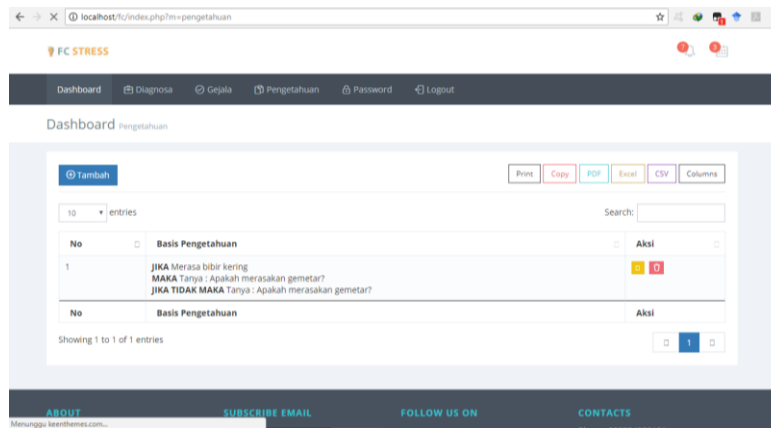 localhost/fc/index.php?m=pengetahuan
FC STRESS
7
3
Dashboard Diagnosa Gejala Pengetahuan Password Logout
Dashboard Pengetahuan
Tambah
Print Copy PDF Excel CSV Columns
10 entries
Search:
No Basis Pengetahuan Aksi
1 JIKA Merasa bibir kering
MAKA Tanya : Apakah merasakan gemetar?
JIKA TIDAK MAKA Tanya : Apakah merasakan gemetar?
No Basis Pengetahuan Aksi
Showing 1 to 1 of 1 entries
1
ABOUT SUBSCRIBE EMAIL FOLLOW US ON CONTACTS
Menunggu keenthemes.com...